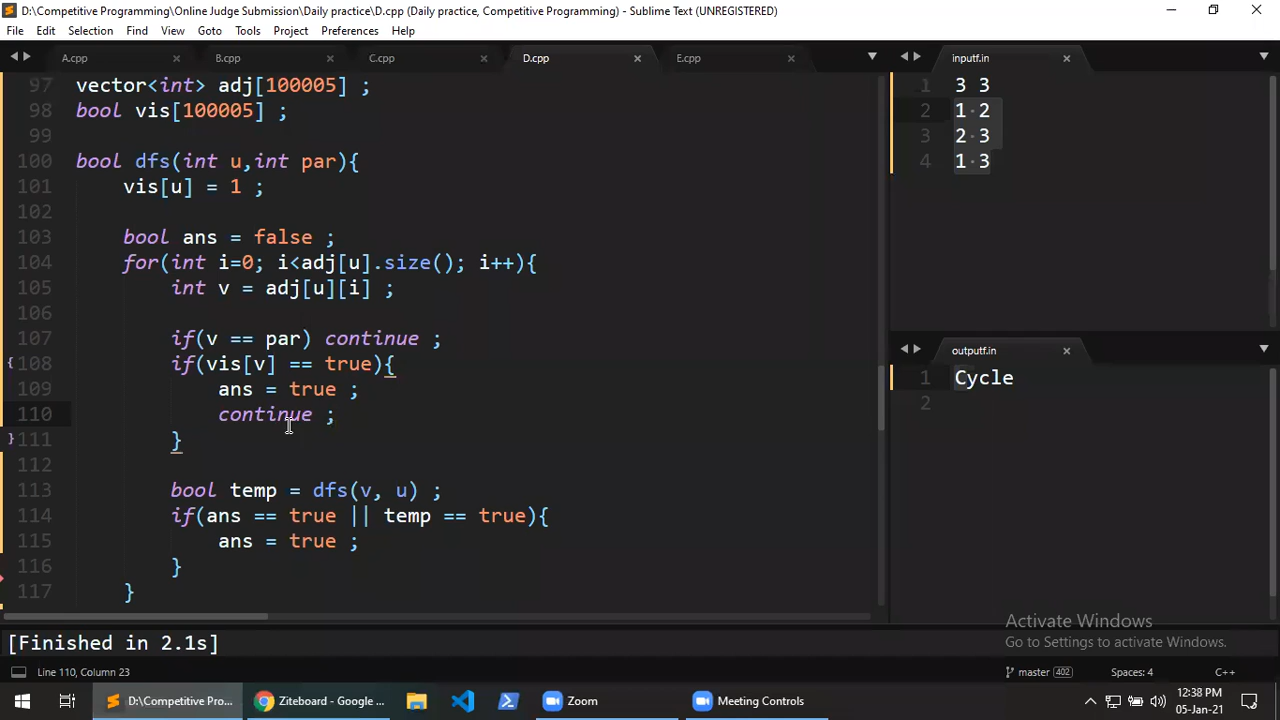 D:\Competitive Programming\Online Judge Submission\Daily practice\D.cpp (Daily practice, Competitive Programming) - Sublime Text (UNREGISTERED)
File Edit Selection Find View Goto Tools Project Preferences Help
A.cpp B.cpp C.cpp D.cpp E.cpp
97 vector<int> adj[100005] ;
98 bool vis[100005] ;
99
100 bool dfs(int u,int par){
101 vis[u] = 1 ;
102
103 bool ans = false ;
104 for(int i=0; i<adj[u].size(); i++){
105 int v = adj[u][i] ;
106
107 if(v == par) continue ;
108 if(vis[v] == true){
109 ans = true ;
110 continue ;
111 }
112
113 bool temp = dfs(v, u) ;
114 if(ans == true || temp == true){
115 ans = true ;
116 }
117 }
inputf.in
1 3 3
2 1 2
3 2 3
4 1 3
outputf.in
1 Cycle
2
[Finished in 2.1s]
Activate Windows
Go to Settings to activate Windows.
Line 110, Column 23
master 402
Spaces: 4
C++
D:\Competitive Pro...
Ziteboard - Google ...
Zoom
Meeting Controls
12:38 PM
05-Jan-21